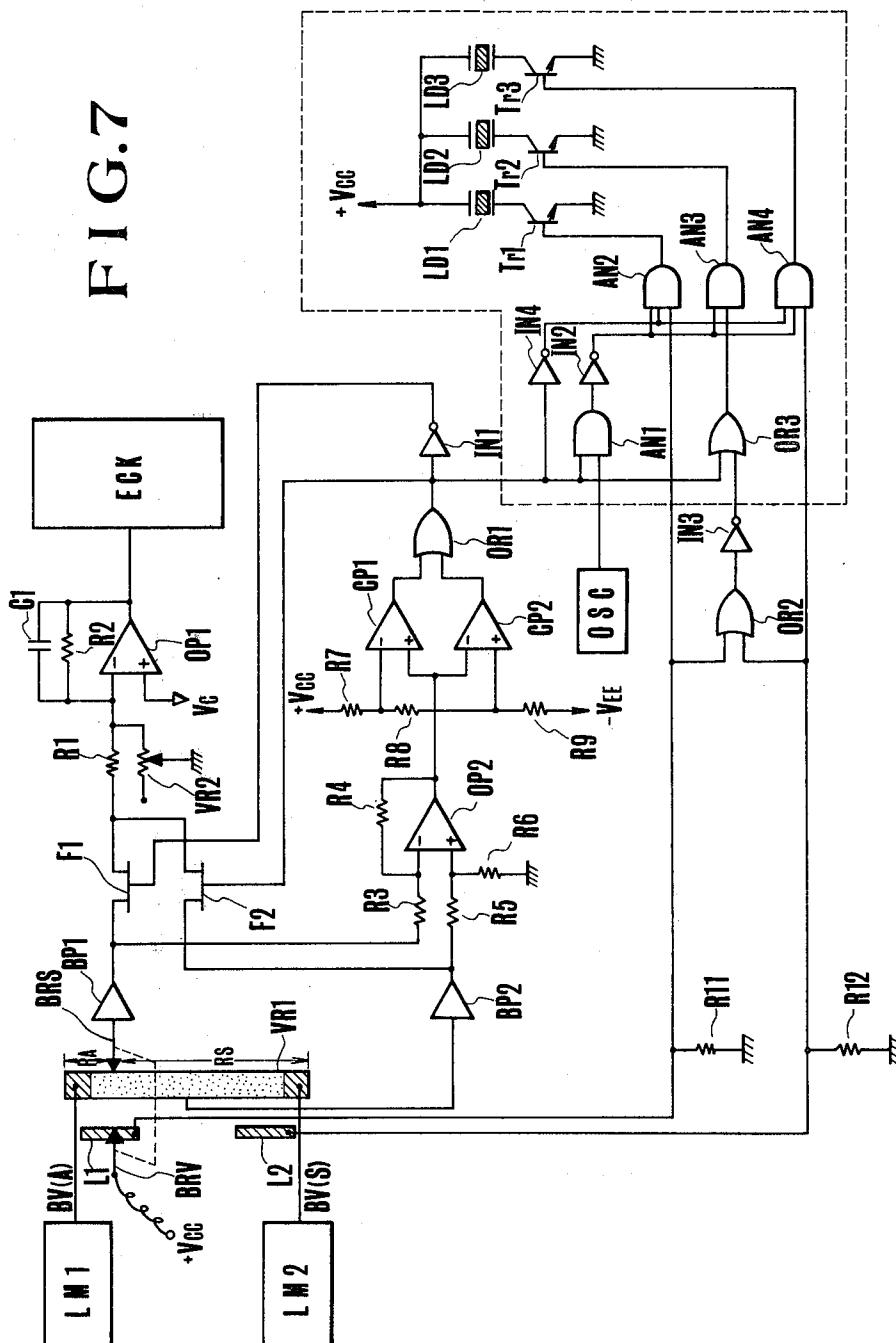 FIG.7
+VCC
LD1
LD2
LD3
Tr1
Tr2
Tr3
AN2
AN3
AN4
IN4
IN2
AN1
OR3
ECK
C1
R2
OP1
VC
R1
VR2
F1
F2
IN1
OR1
CP1
CP2
+VCC
R7
R8
R9
-VEE
OSC
IN3
OR2
R4
OP2
R3
R5
R6
BP1
BRS
RA
RS
VR1
BP2
R11
R12
LM1
BV(A)
L1
BRV
+VCC
L2
BV(S)
LM2